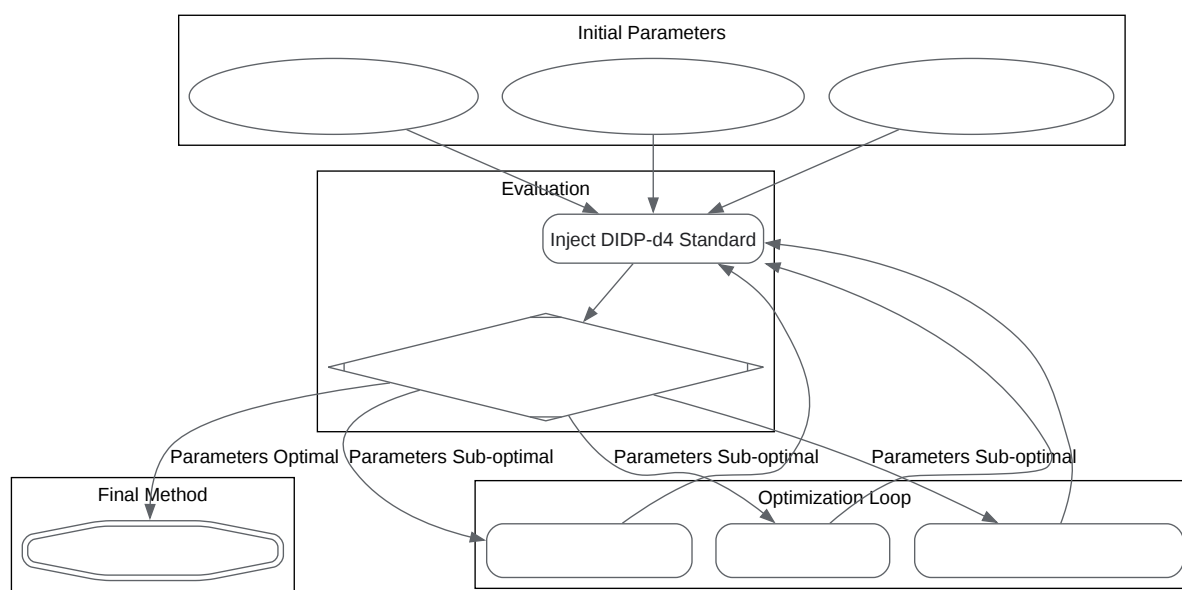 Initial Parameters
Evaluation
Inject DIDP-d4 Standard
Parameters Optimal
Parameters Sub-optimal
Parameters Sub-optimal
Parameters Sub-optimal
Final Method
Optimization Loop